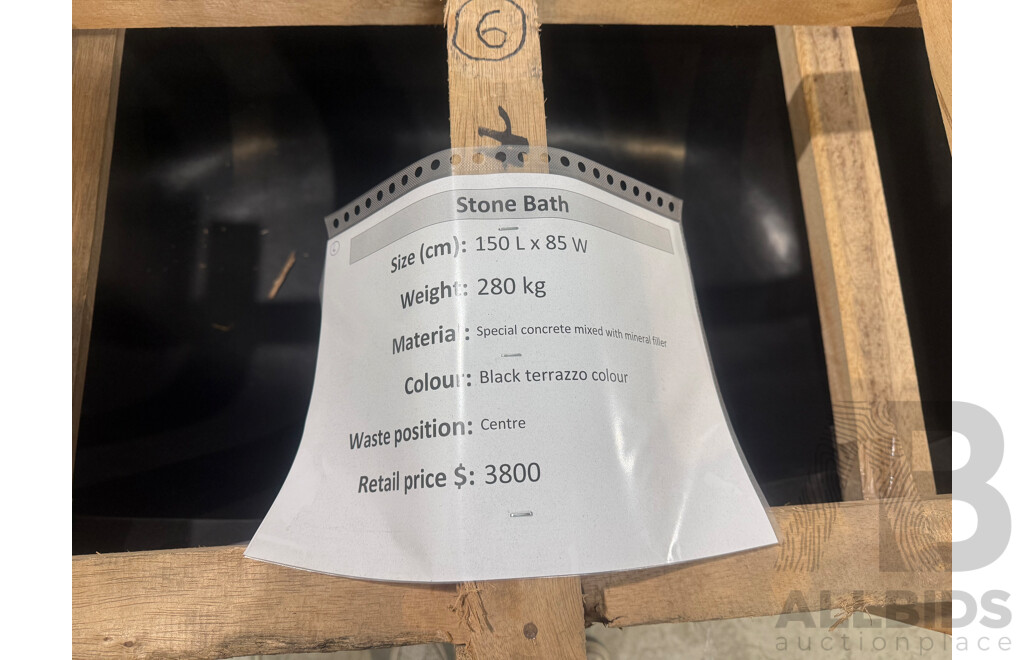 6
Stone Bath
Size (cm): 150 L x 85 W
Weight: 280 kg
Material: Special concrete mixed with mineral filler
Colour: Black terrazzo colour
Waste position: Centre
Retail price $: 3800
B
ALLBIDS
auctionplace